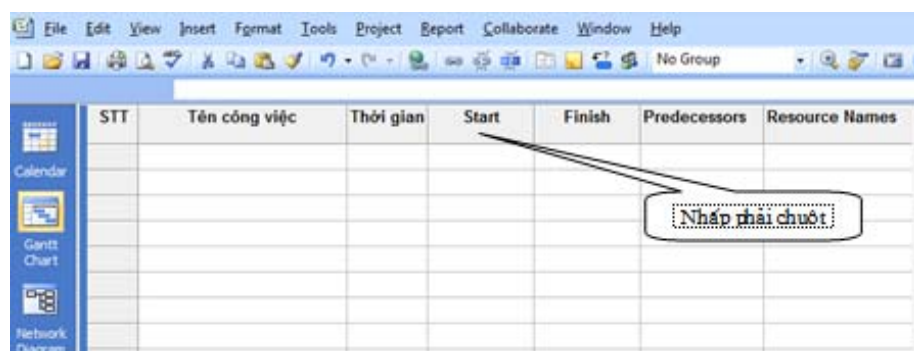 File Edit View Insert Format Tools Project Report Collaborate Window Help
No Group
STT Tên công việc Thời gian Start Finish Predecessors Resource Names
Calendar
Nhấp phải chuột
Gantt
Chart
Network
Diagram